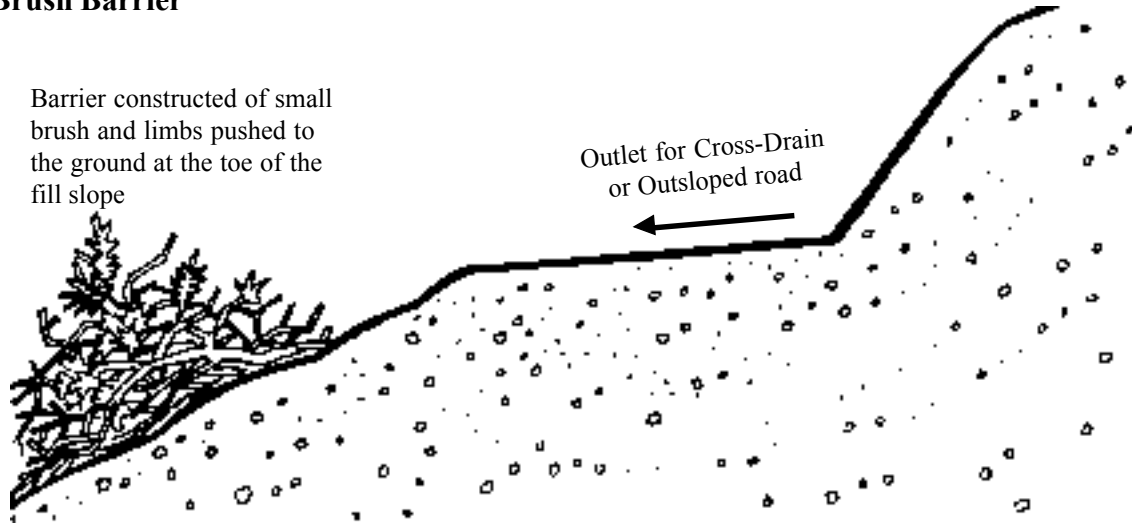 Brush Barrier
Barrier constructed of small
brush and limbs pushed to
the ground at the toe of the
fill slope
Outlet for Cross-Drain
or Outsloped road